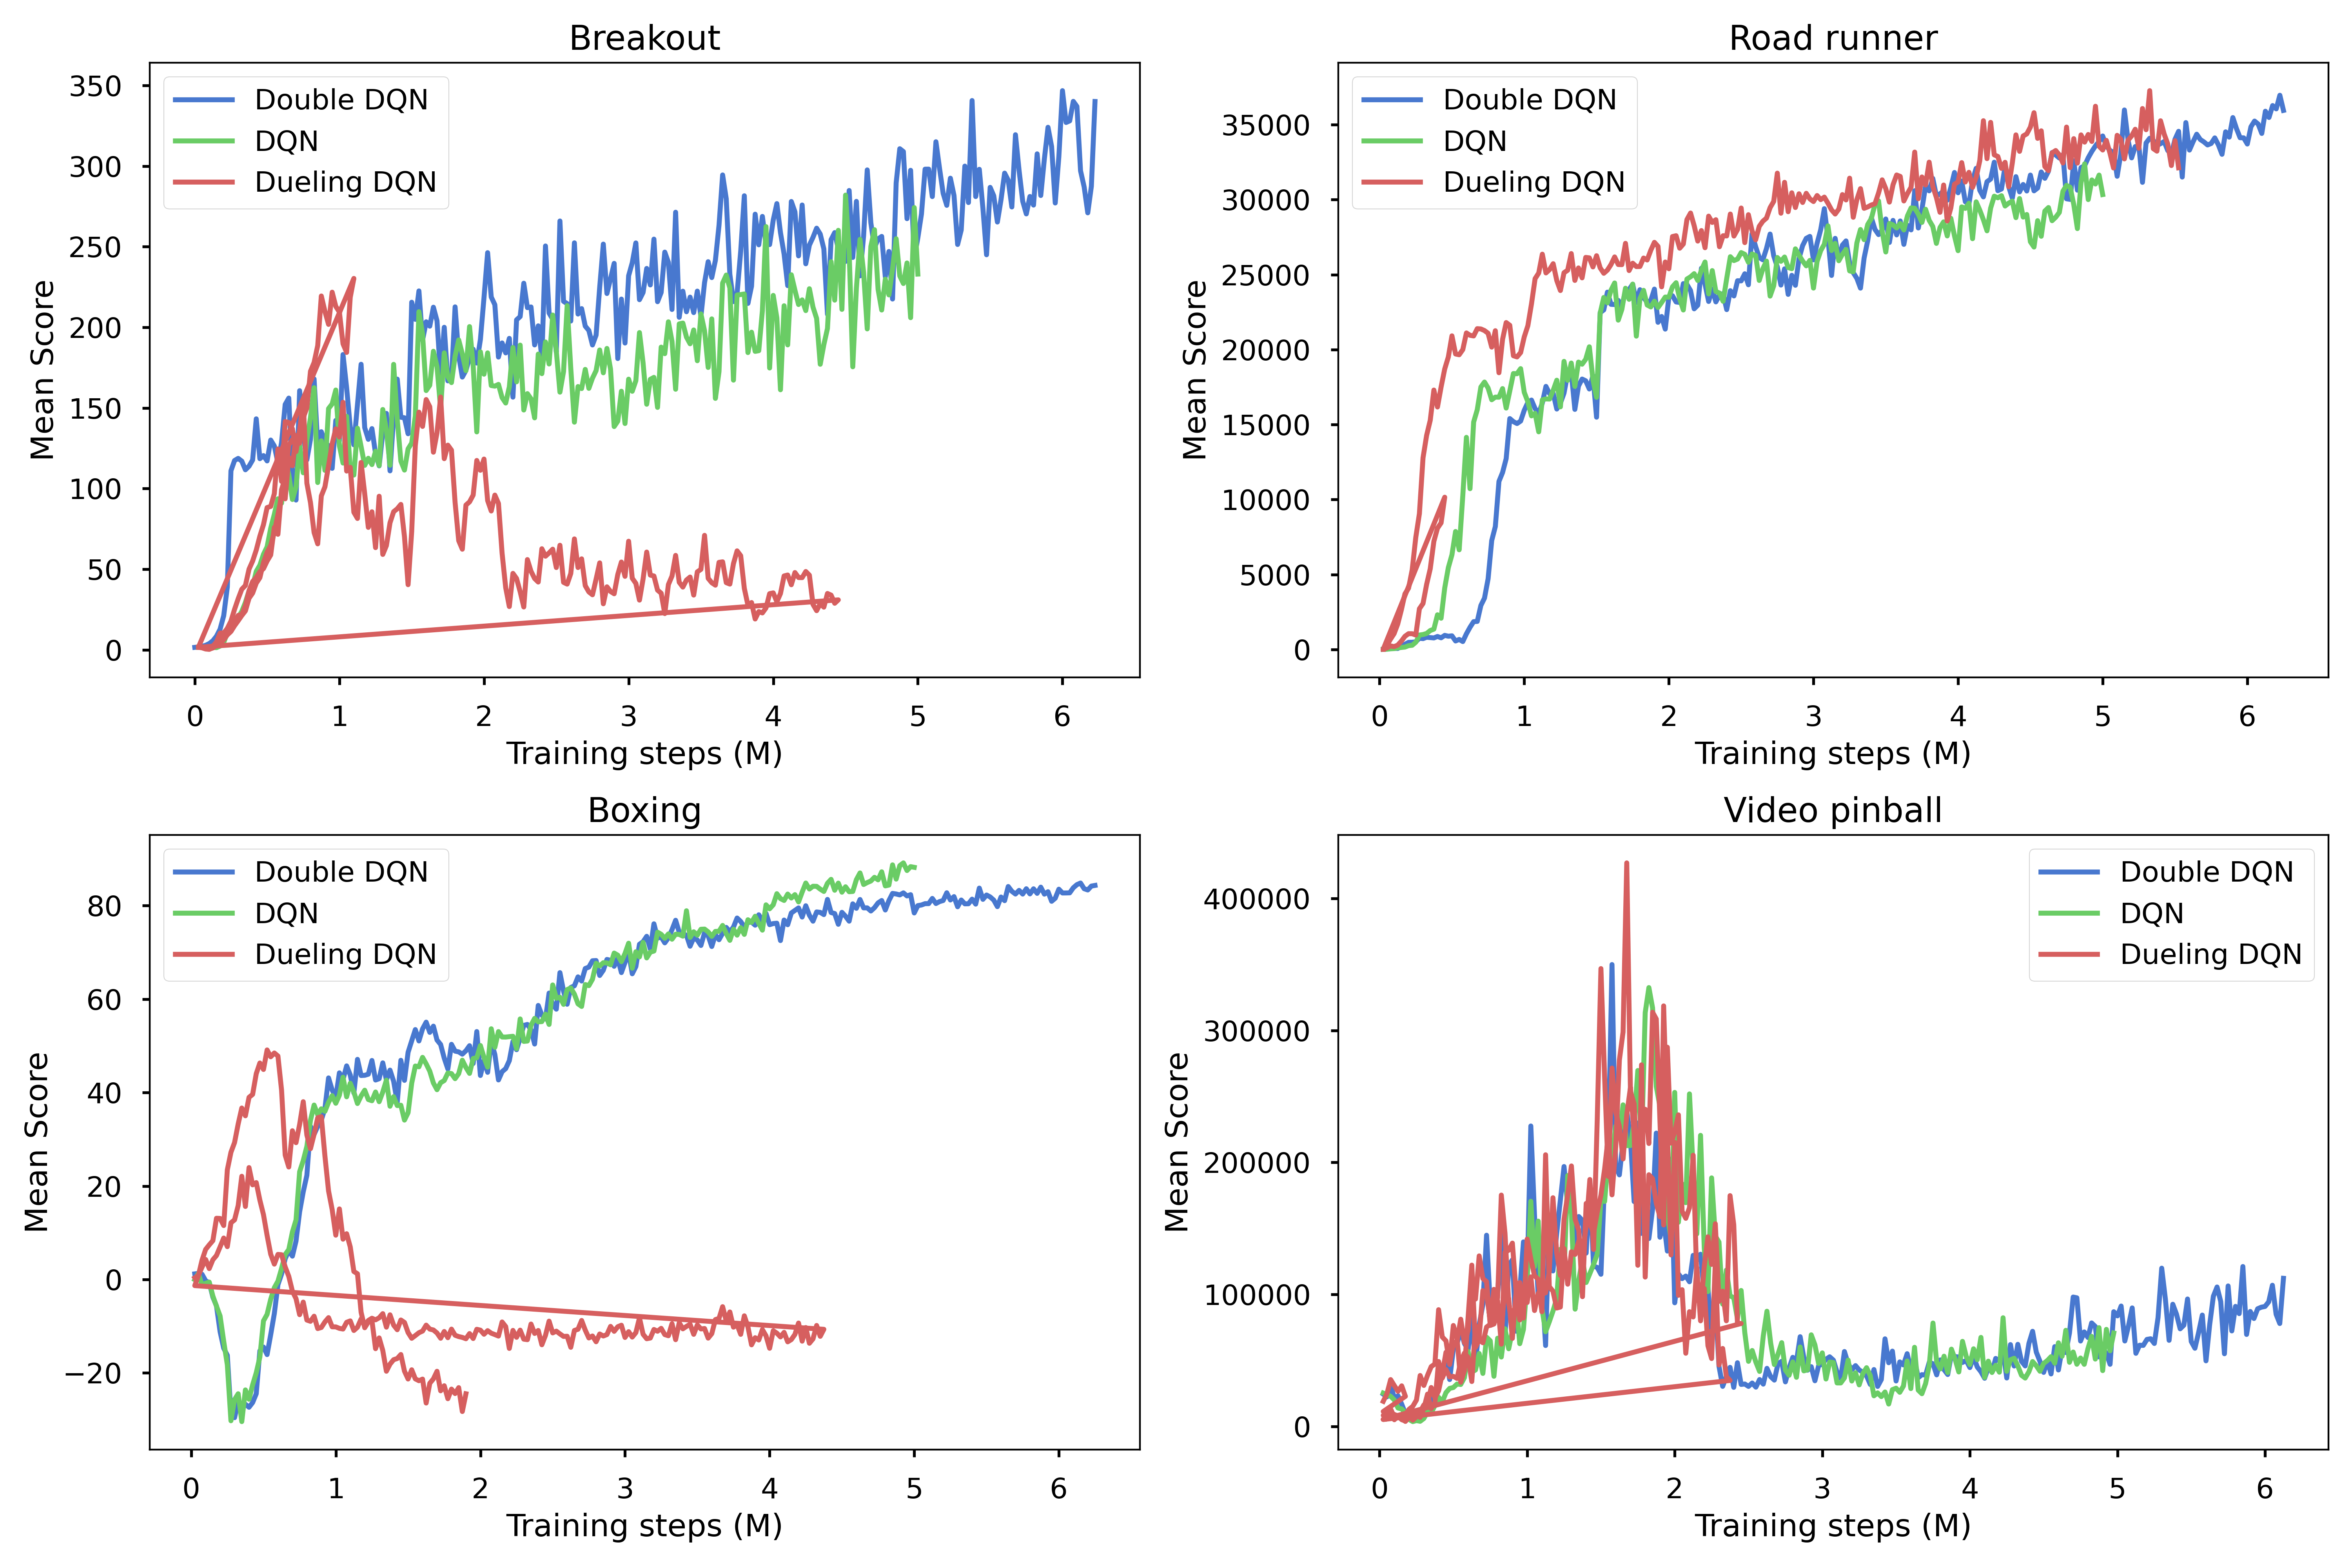 Breakout
Mean Score
350
300
250
200
150
100
50
0
Double DQN
DQN
Dueling DQN
0 1 2 3 4 5 6
Training steps (M)
Road runner
Mean Score
35000
30000
25000
20000
15000
10000
5000
0
Double DQN
DQN
Dueling DQN
0 1 2 3 4 5 6
Training steps (M)
Boxing
Mean Score
80
60
40
20
0
−20
Double DQN
DQN
Dueling DQN
0 1 2 3 4 5 6
Training steps (M)
Video pinball
Mean Score
400000
300000
200000
100000
0
Double DQN
DQN
Dueling DQN
0 1 2 3 4 5 6
Training steps (M)